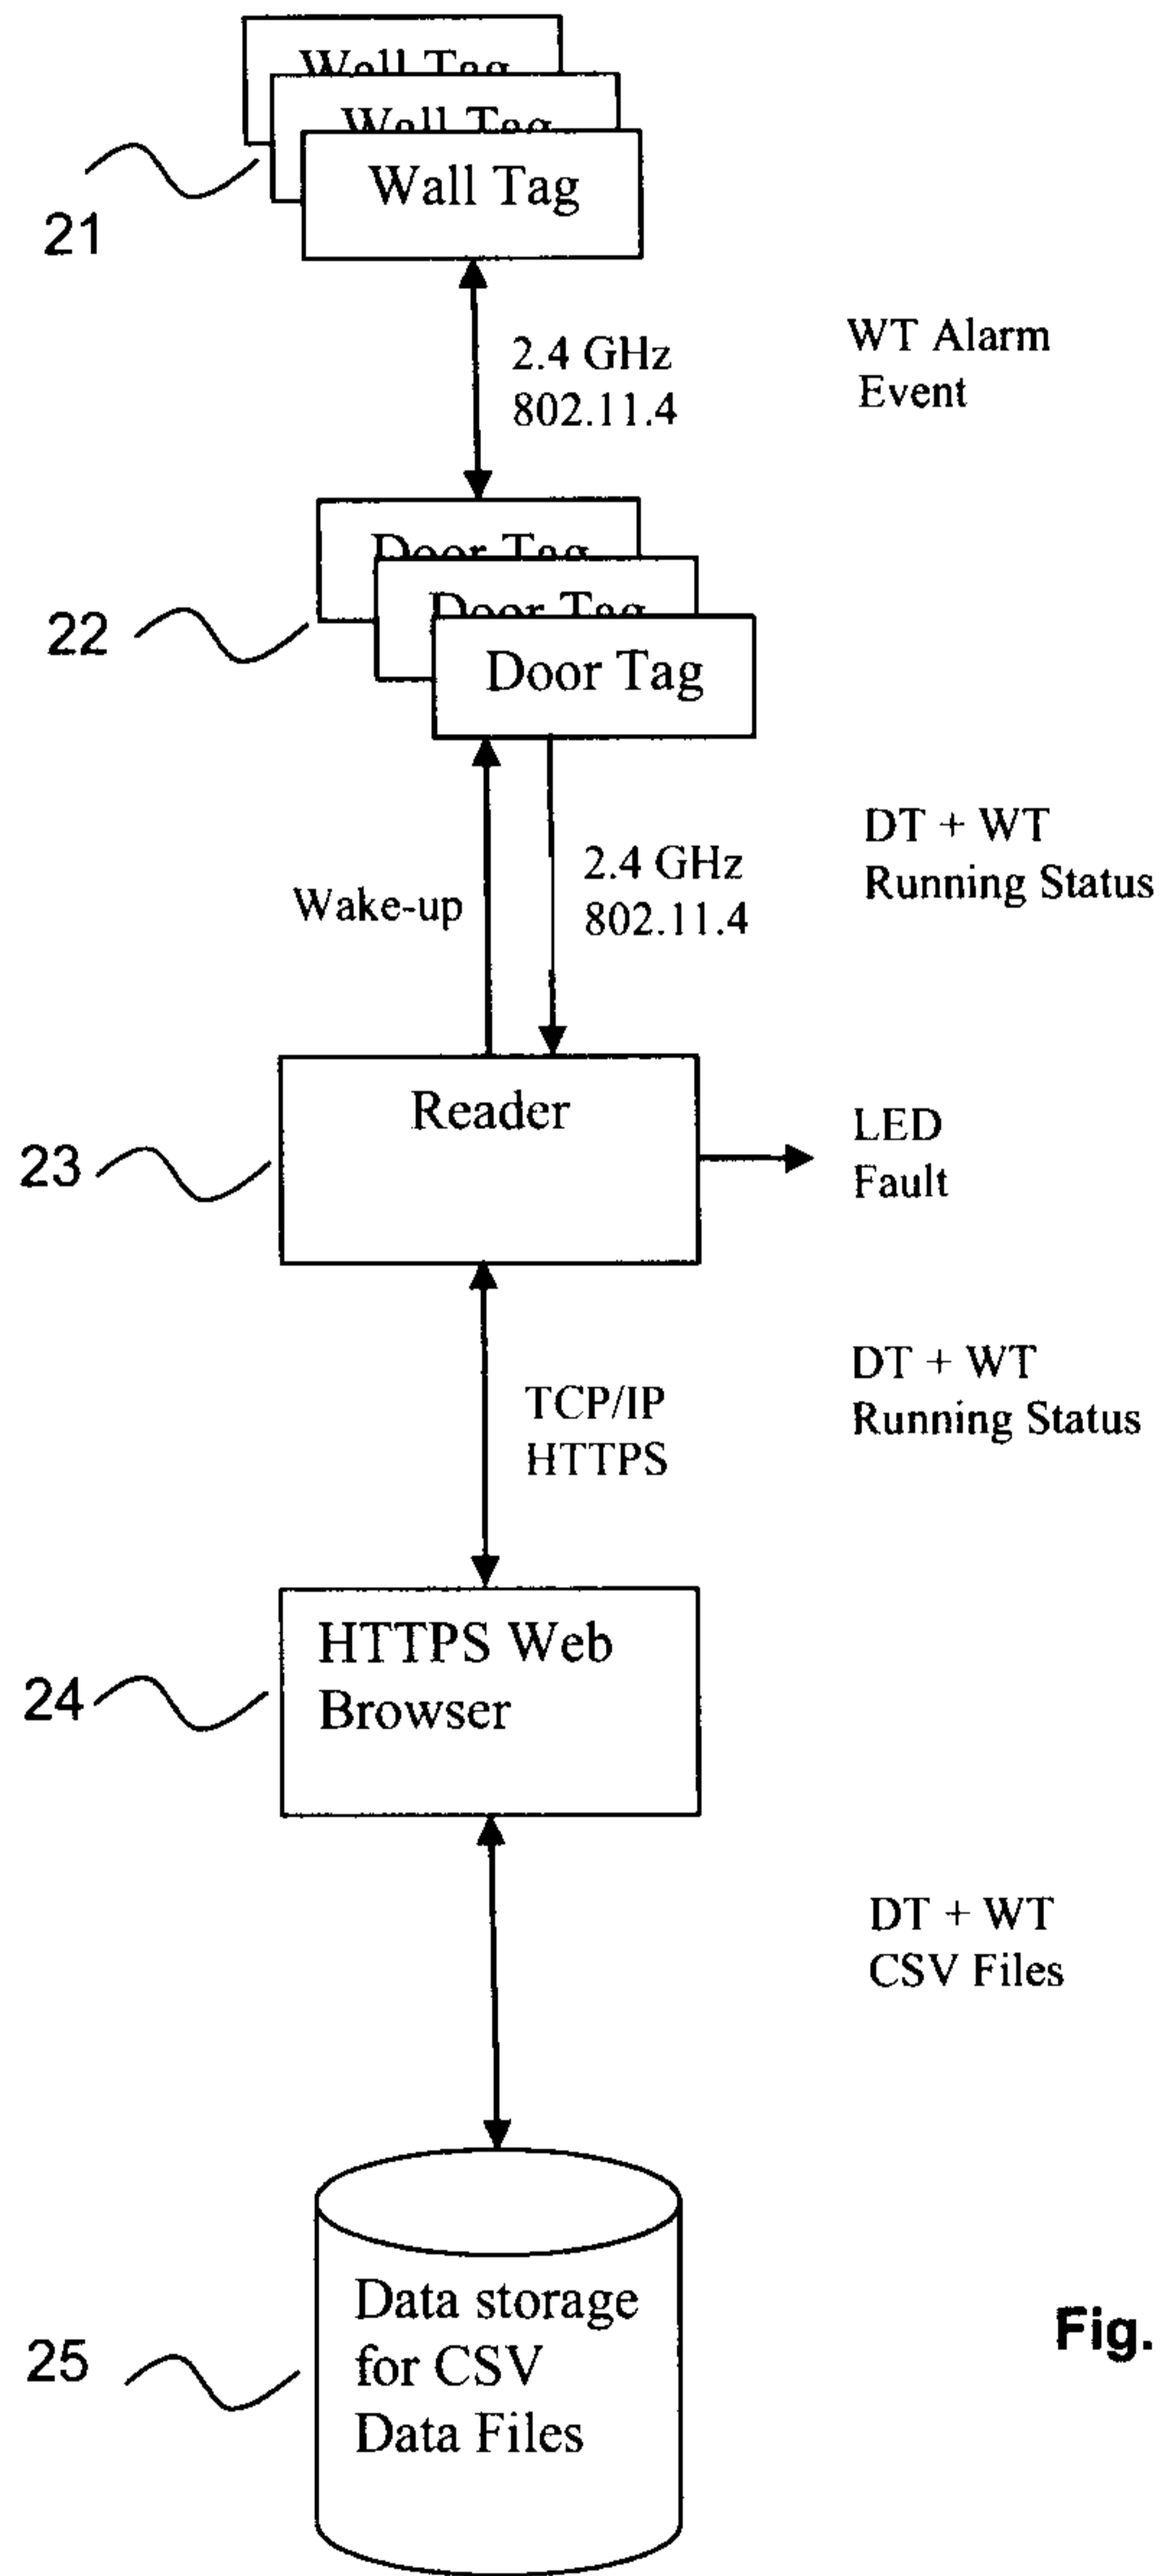 Wall Tag
Wall Tag
Wall Tag
21
2.4 GHz
802.11.4
WT Alarm
Event
Door Tag
Door Tag
Door Tag
22
Wake-up
2.4 GHz
802.11.4
DT + WT
Running Status
Reader
23
LED
Fault
TCP/IP
HTTPS
DT + WT
Running Status
HTTPS Web
Browser
24
DT + WT
CSV Files
Data storage
for CSV
Data Files
25
Fig.